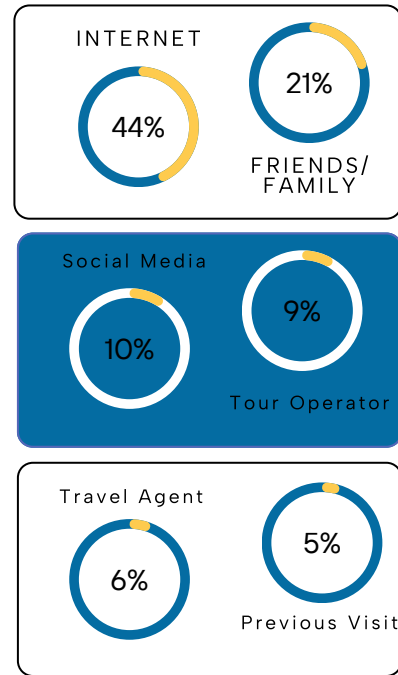 INTERNET
44%
21%
FRIENDS/
FAMILY
Social Media
10%
9%
Tour Operator
Travel Agent
6%
5%
Previous Visit